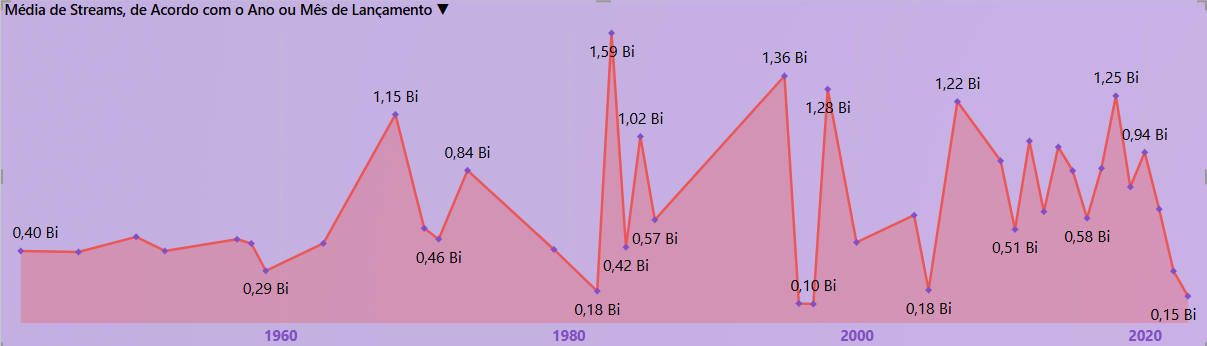 Média de Streams, de Acordo com o Ano ou Mês de Lançamento ▼
0,40 Bi
0,29 Bi
1,15 Bi
0,46 Bi
0,84 Bi
0,18 Bi
1,59 Bi
0,42 Bi
1,02 Bi
0,57 Bi
1,36 Bi
0,10 Bi
1,28 Bi
0,18 Bi
1,22 Bi
0,51 Bi
0,58 Bi
1,25 Bi
0,94 Bi
0,15 Bi
1960 1980 2000 2020